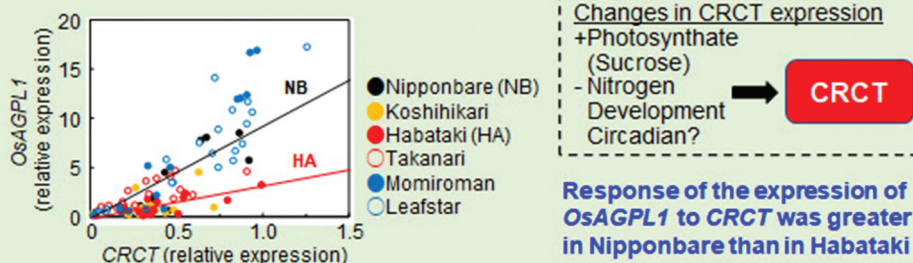 20
15
10
5
0
OsAGPL1
(relative expression)
0
0.5
1.0
1.5
CRCT (relative expression)
NB
HA
Nipponbare (NB)
Koshihikari
Habataki (HA)
Takanari
Momiroman
Leafstar
Changes in CRCT expression
+Photosynthate
(Sucrose)
- Nitrogen
Development
Circadian?
CRCT
Response of the expression of
OsAGPL1 to CRCT was greater
in Nipponbare than in Habataki